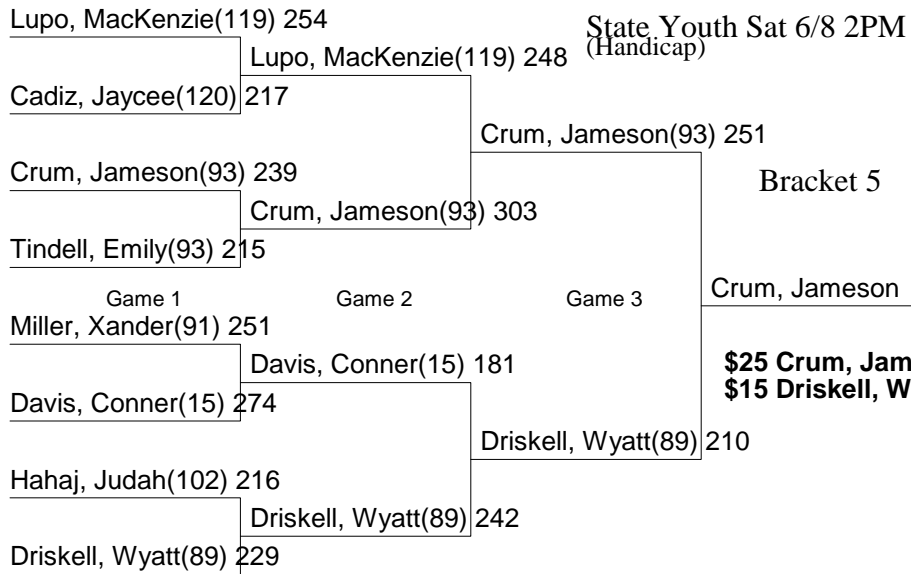 Lupo, MacKenzie(119) 254
State Youth Sat 6/8 2PM
(Handicap)
Lupo, MacKenzie(119) 248
Cadiz, Jaycee(120) 217
Crum, Jameson(93) 251
Crum, Jameson(93) 239
Bracket 5
Crum, Jameson(93) 303
Tindell, Emily(93) 215
Game 1
Game 2
Game 3
Crum, Jameson
Miller, Xander(91) 251
Davis, Conner(15) 181
$25 Crum, Jam
$15 Driskell, W
Davis, Conner(15) 274
Driskell, Wyatt(89) 210
Hahaj, Judah(102) 216
Driskell, Wyatt(89) 242
Driskell, Wyatt(89) 229